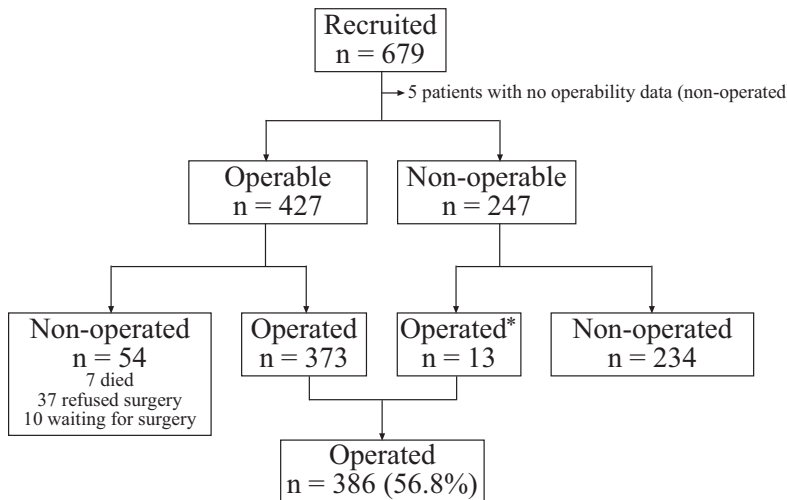 Recruited
n = 679
5 patients with no operability data (non-operated
Operable
n = 427
Non-operable
n = 247
Non-operated
n = 54
7 died
37 refused surgery
10 waiting for surgery
Operated
n = 373
Operated*
n = 13
Non-operated
n = 234
Operated
n = 386 (56.8%)